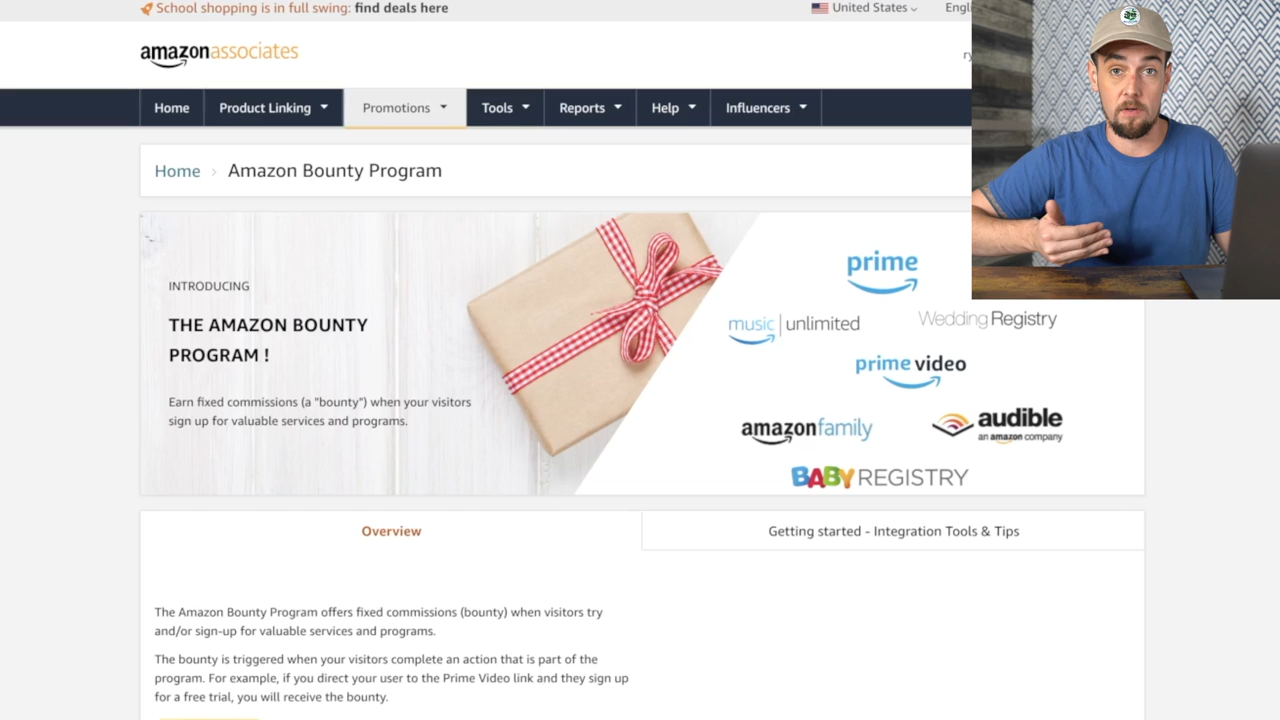 School shopping is in full swing: find deals here
United States
Engli
amazonassociates
ry
Home
Product Linking
Promotions
Tools
Reports
Help
Influencers
Home › Amazon Bounty Program
INTRODUCING
THE AMAZON BOUNTY
PROGRAM !
Earn fixed commissions (a "bounty") when your visitors
sign up for valuable services and programs.
prime
music | unlimited
Wedding Registry
prime video
amazonfamily
audible
an amazon company
BABY REGISTRY
Overview
Getting started - Integration Tools & Tips
The Amazon Bounty Program offers fixed commissions (bounty) when visitors try
and/or sign-up for valuable services and programs.
The bounty is triggered when your visitors complete an action that is part of the
program. For example, if you direct your user to the Prime Video link and they sign up
for a free trial, you will receive the bounty.